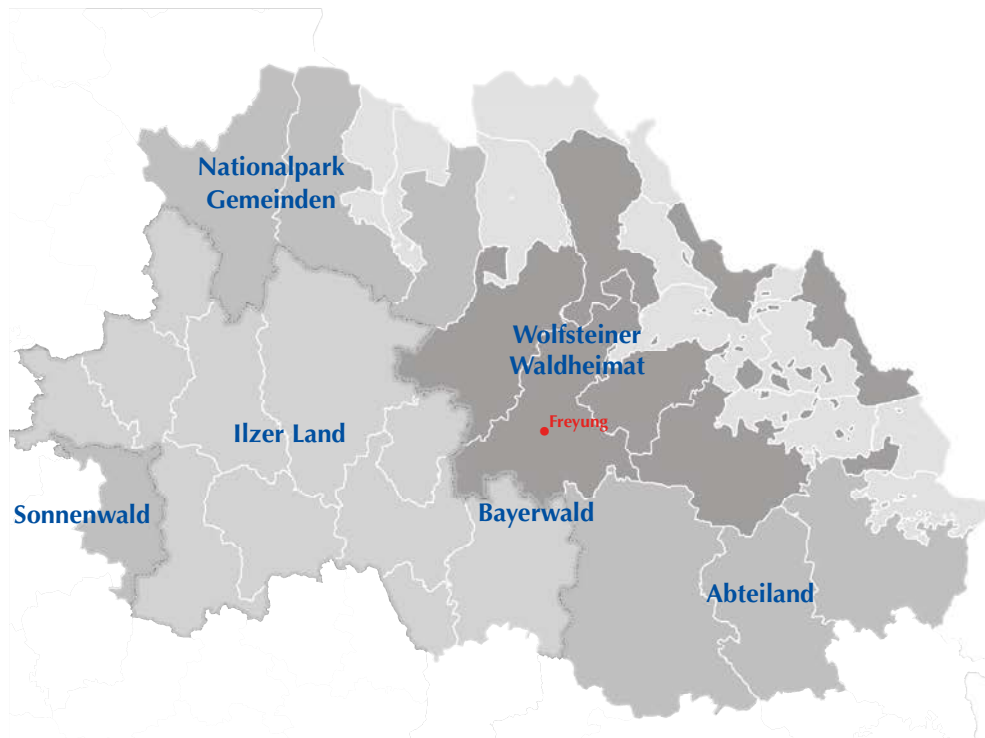 Nationalpark
Gemeinden
Wolfsteiner
Waldheimat
Freyung
Ilzer Land
Sonnenwald
Bayerwald
Abteiland